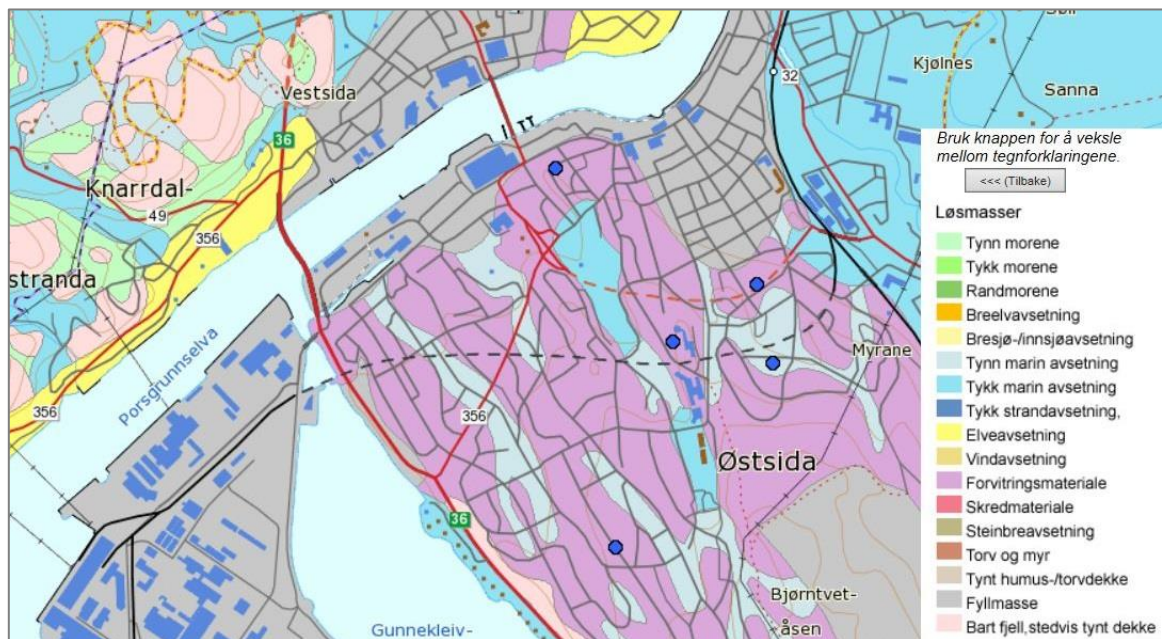 Vestsida
36
Knarrdal-
49
356
stranda
356
Porsgrunnselva
32
Kjølnes
Sanna
Myrane
356
Østsida
36
Bjørntvet-
åsen
Gunnekleiv-
Bruk knappen for å veksle
mellom tegnforklaringene.
<<< (Tilbake)
Løsmasser
Tynn morene
Tykk morene
Randmorene
Breelvavsetning
Bresjø-/innsjøavsetning
Tynn marin avsetning
Tykk marin avsetning
Tykk strandavsetning,
Elveavsetning
Vindavsetning
Forvitringsmateriale
Skredmateriale
Steinbreavsetning
Torv og myr
Tynt humus-/torvdekke
Fyllmasse
Bart fjell,stedvis tynt dekke